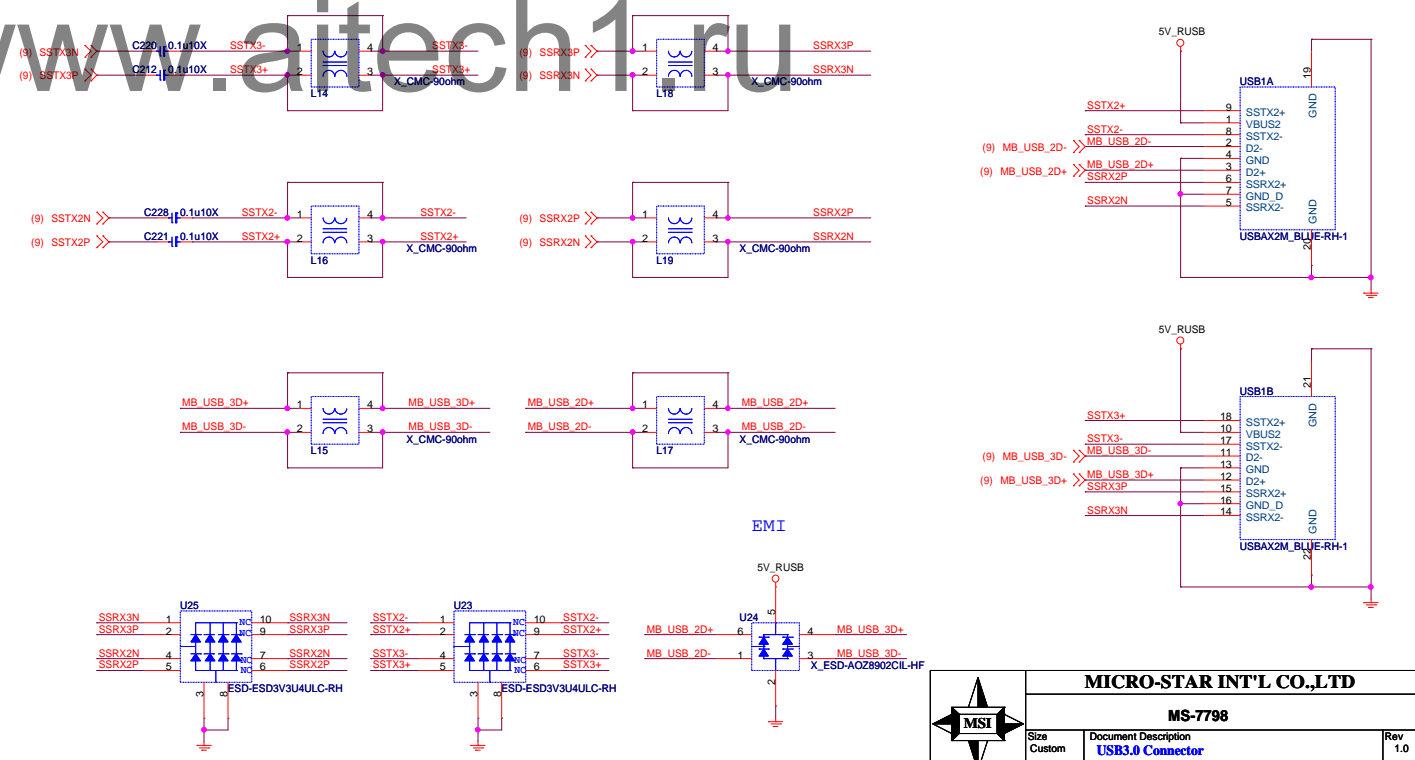 www.aitech1.ru
(9) SSTX3N C220 0.1u10X SSTX3- 1 4 SSTX3-
(9) SSTX3P C212 0.1u10X SSTX3+ 2 3 SSTX3+
L14 X_CMC-90ohm
(9) SSRX3P 1 4 SSRX3P
(9) SSRX3N 2 3 SSRX3N
L18 X_CMC-90ohm
(9) SSTX2N C228 0.1u10X SSTX2- 1 4 SSTX2-
(9) SSTX2P C221 0.1u10X SSTX2+ 2 3 SSTX2+
L16 X_CMC-90ohm
(9) SSRX2P 1 4 SSRX2P
(9) SSRX2N 2 3 SSRX2N
L19 X_CMC-90ohm
MB_USB_3D+ 1 4 MB_USB_3D+
MB_USB_3D- 2 3 MB_USB_3D-
L15 X_CMC-90ohm
MB_USB_2D+ 1 4 MB_USB_2D+
MB_USB_2D- 2 3 MB_USB_2D-
L17 X_CMC-90ohm
5V_RUSB
USB1A
19 GND
SSTX2+ 9 SSTX2+
1 VBUS2
SSTX2- 8 SSTX2-
(9) MB_USB_2D- MB_USB_2D- 2 D2-
4 GND
(9) MB_USB_2D+ MB_USB_2D+ 3 D2+
SSRX2P 6 SSRX2+
7 GND_D
SSRX2N 5 SSRX2-
GND 20
USBAX2M_BLUE-RH-1
5V_RUSB
USB1B
21 GND
SSTX3+ 18 SSTX2+
10 VBUS2
SSTX3- 17 SSTX2-
(9) MB_USB_3D- MB_USB_3D- 11 D2-
13 GND
(9) MB_USB_3D+ MB_USB_3D+ 12 D2+
SSRX3P 15 SSRX2+
16 GND_D
SSRX3N 14 SSRX2-
GND 22
USBAX2M_BLUE-RH-1
EMI
U25
SSRX3N 1 NC 10 SSRX3N
SSRX3P 2 NC 9 SSRX3P
SSRX2N 4 NC 7 SSRX2N
SSRX2P 5 NC 6 SSRX2P
3 8 ESD-ESD3V3U4ULC-RH
U23
SSTX2- 1 NC 10 SSTX2-
SSTX2+ 2 NC 9 SSTX2+
SSTX3- 4 NC 7 SSTX3-
SSTX3+ 5 NC 6 SSTX3+
3 8 ESD-ESD3V3U4ULC-RH
5V_RUSB
U24 5
MB_USB_2D+ 6 4 MB_USB_3D+
MB_USB_2D- 1 3 MB_USB_3D-
2 X_ESD-AOZ8902CIL-HF
MSI
MICRO-STAR INT'L CO.,LTD
MS-7798
Size Custom
Document Description
USB3.0 Connector
Rev 1.0